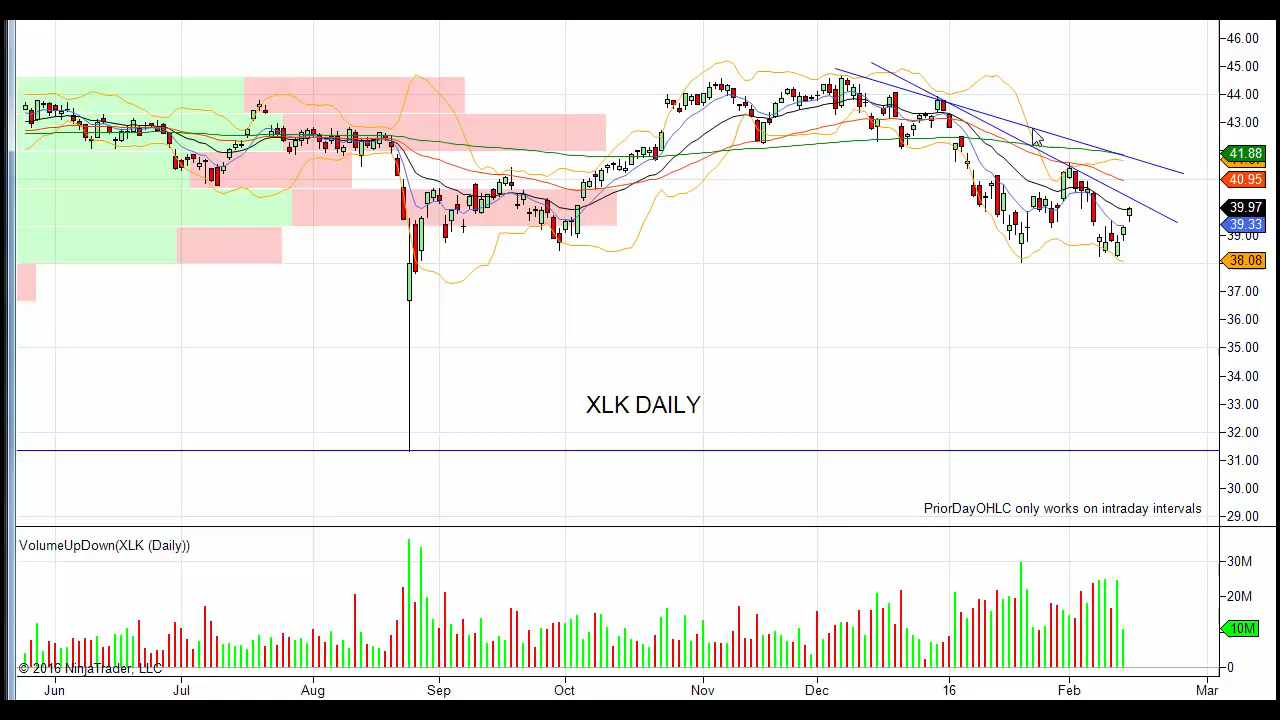 46.00
45.00
44.00
43.00
41.88
40.95
39.97
39.33
39.00
38.08
37.00
36.00
35.00
34.00
33.00
XLK DAILY
32.00
31.00
30.00
PriorDayOHLC only works on intraday intervals
29.00
VolumeUpDown(XLK (Daily))
30M
20M
10M
© 2016 NinjaTrader, LLC
0
Jun Jul Aug Sep Oct Nov Dec 16 Feb Mar